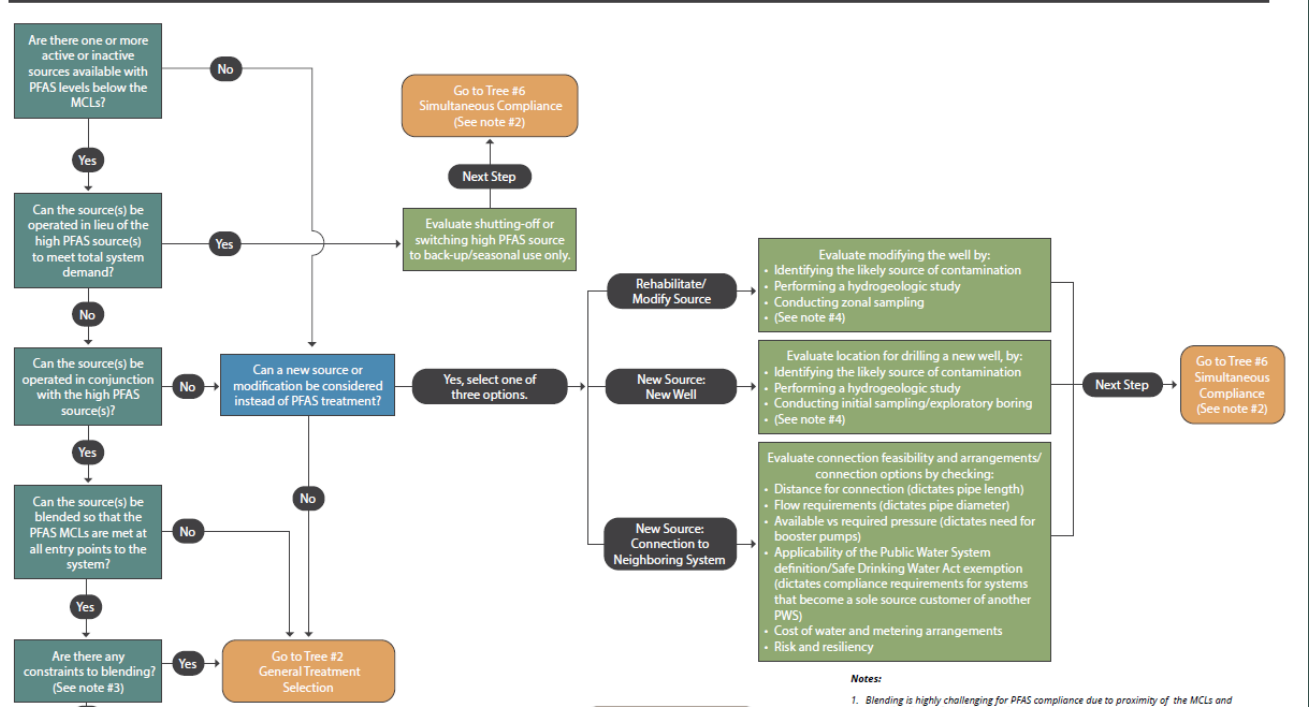 Are there one or more
active or inactive
sources available with
PFAS levels below the
MCLs?
No
Yes
Go to Tree #6
Simultaneous Compliance
(See note #2)
Next Step
Can the source(s) be
operated in lieu of the
high PFAS source(s)
to meet total system
demand?
Yes
Evaluate shutting-off or
switching high PFAS source
to back-up/seasonal use only.
No
Can the source(s) be
operated in conjunction
with the high PFAS
source(s)?
No
Can a new source or
modification be considered
instead of PFAS treatment?
Yes, select one of
three options.
Rehabilitate/
Modify Source
Evaluate modifying the well by:
• Identifying the likely source of contamination
• Performing a hydrogeologic study
• Conducting zonal sampling
• (See note #4)
New Source:
New Well
Evaluate location for drilling a new well, by:
• Identifying the likely source of contamination
• Performing a hydrogeologic study
• Conducting initial sampling/exploratory boring
• (See note #4)
New Source:
Connection to
Neighboring System
Evaluate connection feasibility and arrangements/
connection options by checking:
• Distance for connection (dictates pipe length)
• Flow requirements (dictates pipe diameter)
• Available vs required pressure (dictates need for
booster pumps)
• Applicability of the Public Water System
definition/Safe Drinking Water Act exemption
(dictates compliance requirements for systems
that become a sole source customer of another
PWS)
• Cost of water and metering arrangements
• Risk and resiliency
Next Step
Go to Tree #6
Simultaneous
Compliance
(See note #2)
Yes
No
Can the source(s) be
blended so that the
PFAS MCLs are met at
all entry points to the
system?
No
Yes
Are there any
constraints to blending?
(See note #3)
Yes
Go to Tree #2
General Treatment
Selection
Notes:
1. Blending is highly challenging for PFAS compliance due to proximity of the MCLs and